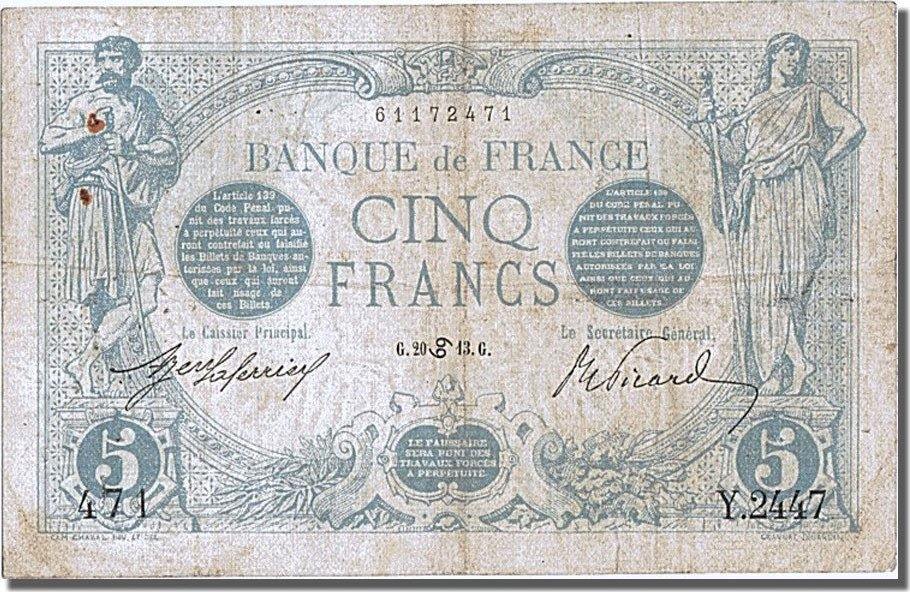 61172471
BANQUE de FRANCE
CINQ
FRANCS
L'article 139
du Code Pénal pu-
nit des travaux forcés
à perpétuité ceux qui au-
ront contrefait ou falsifié
les Billets de Banques au-
torisées par la loi, ainsi
que ceux qui auront
fait usage de
ces Billets.
L'ARTICLE 139
DU CODE PÉNAL PU-
NIT DES TRAVAUX FORCÉS
A PERPÉTUITÉ CEUX QUI AU-
RONT CONTREFAIT OU FALSI-
FIÉ LES BILLETS DE BANQUES
AUTORISÉES PAR LA LOI
AINSI QUE CEUX QUI AU-
RONT FAIT USAGE DE
CES BILLETS.
Le Caissier Principal,
Le Secrétaire Général,
G.20 6 13.G.
Picard
5
5
LE FAUSSAIRE
SERA PUNI DES
TRAVAUX FORCÉS
A PERPÉTUITÉ.
471
Y.2447